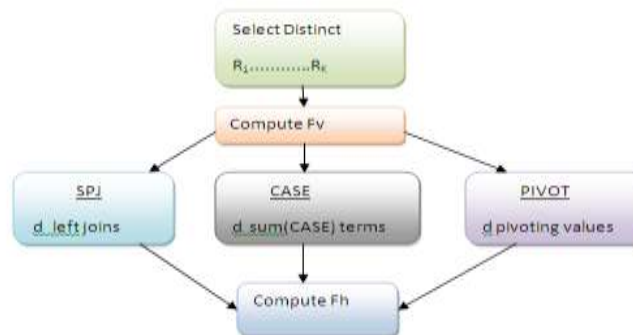 Select Distinct
R₁............Rₖ
Compute Fv
SPJ
d left joins
CASE
d sum(CASE) terms
PIVOT
d pivoting values
Compute Fh